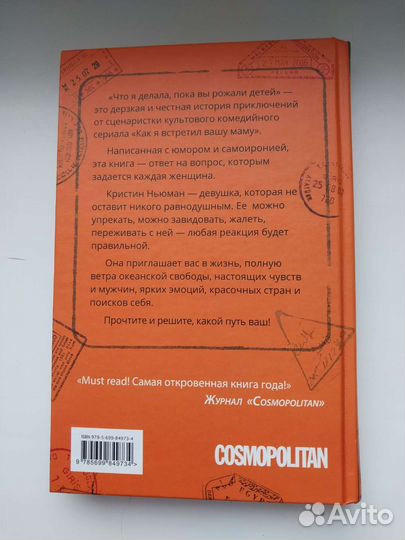 «Что я делала, пока вы рожали детей» —
это дерзкая и честная история приключений
от сценаристки культового комедийного
сериала «Как я встретил вашу маму».
Написанная с юмором и самоиронией,
эта книга — ответ на вопрос, которым
задается каждая женщина.
Кристин Ньюман — девушка, которая не
оставит никого равнодушным. Ее можно
упрекать, можно завидовать, жалеть,
переживать с ней — любая реакция будет
правильной.
Она приглашает вас в жизнь, полную
ветра океанской свободы, настоящих чувств
и мужчин, ярких эмоций, красочных стран и
поисков себя.
Прочтите и решите, какой путь ваш!
«Must read! Самая откровенная книга года!»
Журнал «Cosmopolitan»
ISBN 978-5-699-84973-4
9 785699 849734 >
COSMOPOLITAN
Avito